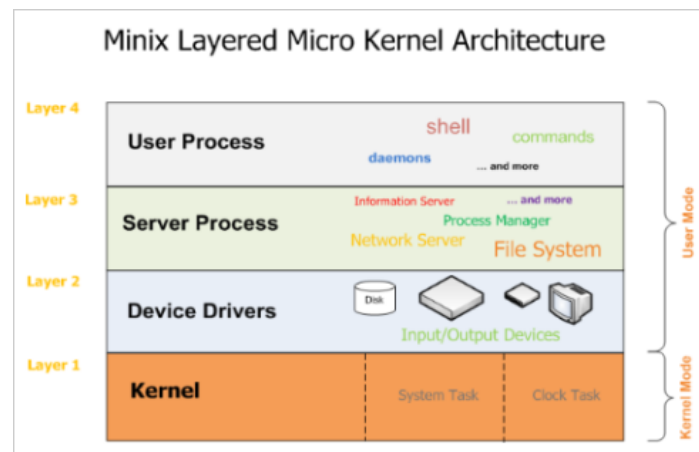 Minix Layered Micro Kernel Architecture
Layer 4
User Process
shell
commands
daemons
... and more
Layer 3
Server Process
Information Server
... and more
Process Manager
Network Server
File System
Layer 2
Device Drivers
Disk
Input/Output Devices
Layer 1
Kernel
System Task
Clock Task
User Mode
Kernel Mode